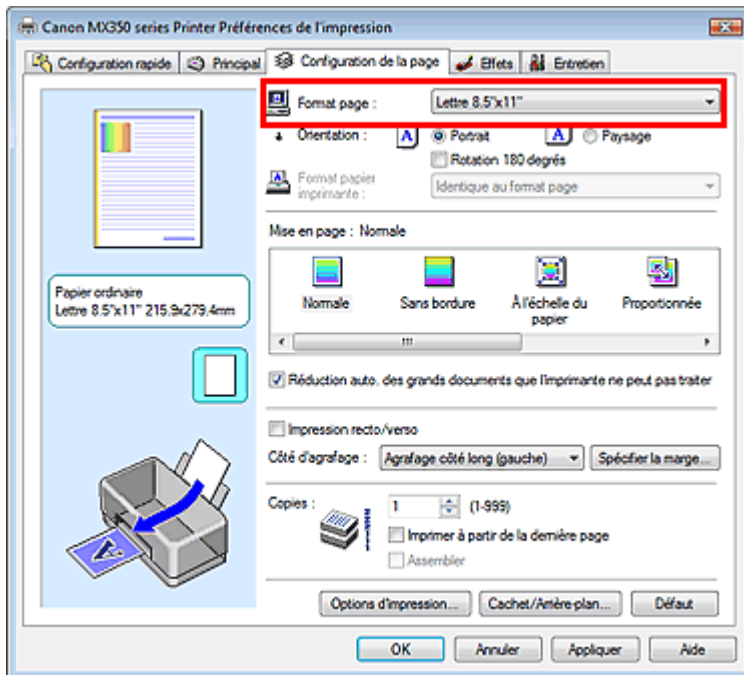 Canon MX350 series Printer Préférences de l'impression
Configuration rapide Principal Configuration de la page Effets Entretien
Format page : Lettre 8.5"x11"
Orientation : A Portrait A Paysage
Rotation 180 degrés
Format papier
imprimante : Identique au format page
Mise en page : Normale
Normale Sans bordure À l'échelle du
papier Proportionnée
Papier ordinaire
Lettre 8.5"x11" 215.9x279.4mm
Réduction auto. des grands documents que l'imprimante ne peut pas traiter
Impression recto/verso
Côté d'agrafage : Agrafage côté long (gauche) Spécifier la marge...
Copies : 1 (1-999)
Imprimer à partir de la dernière page
Assembler
Options d'impression... Cachet/Arrière-plan... Défaut
OK Annuler Appliquer Aide